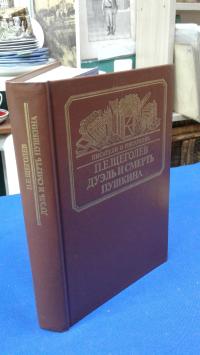 ПИСАТЕЛИ О ПИСАТЕЛЯХ
П.Е.ЩЕГОЛЕВ
ДУЭЛЬ И СМЕРТЬ
ПУШКИНА
П.Е.ЩЕГОЛЕВ ДУЭЛЬ И СМЕРТЬ ПУШКИНА